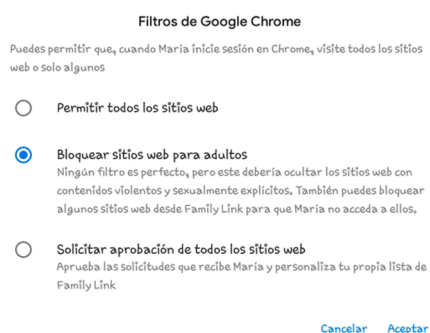 Filtros de Google Chrome
Puedes permitir que, cuando María inicie sesión en Chrome, visite todos los sitios
web o solo algunos
Permitir todos los sitios web
Bloquear sitios web para adultos
Ningún filtro es perfecto, pero este debería ocultar los sitios web con
contenidos violentos y sexualmente explícitos. También puedes bloquear
algunos sitios web desde Family Link para que María no acceda a ellos.
Solicitar aprobación de todos los sitios web
Aprueba las solicitudes que recibe María y personaliza tu propia lista de
Family Link
Cancelar Aceptar